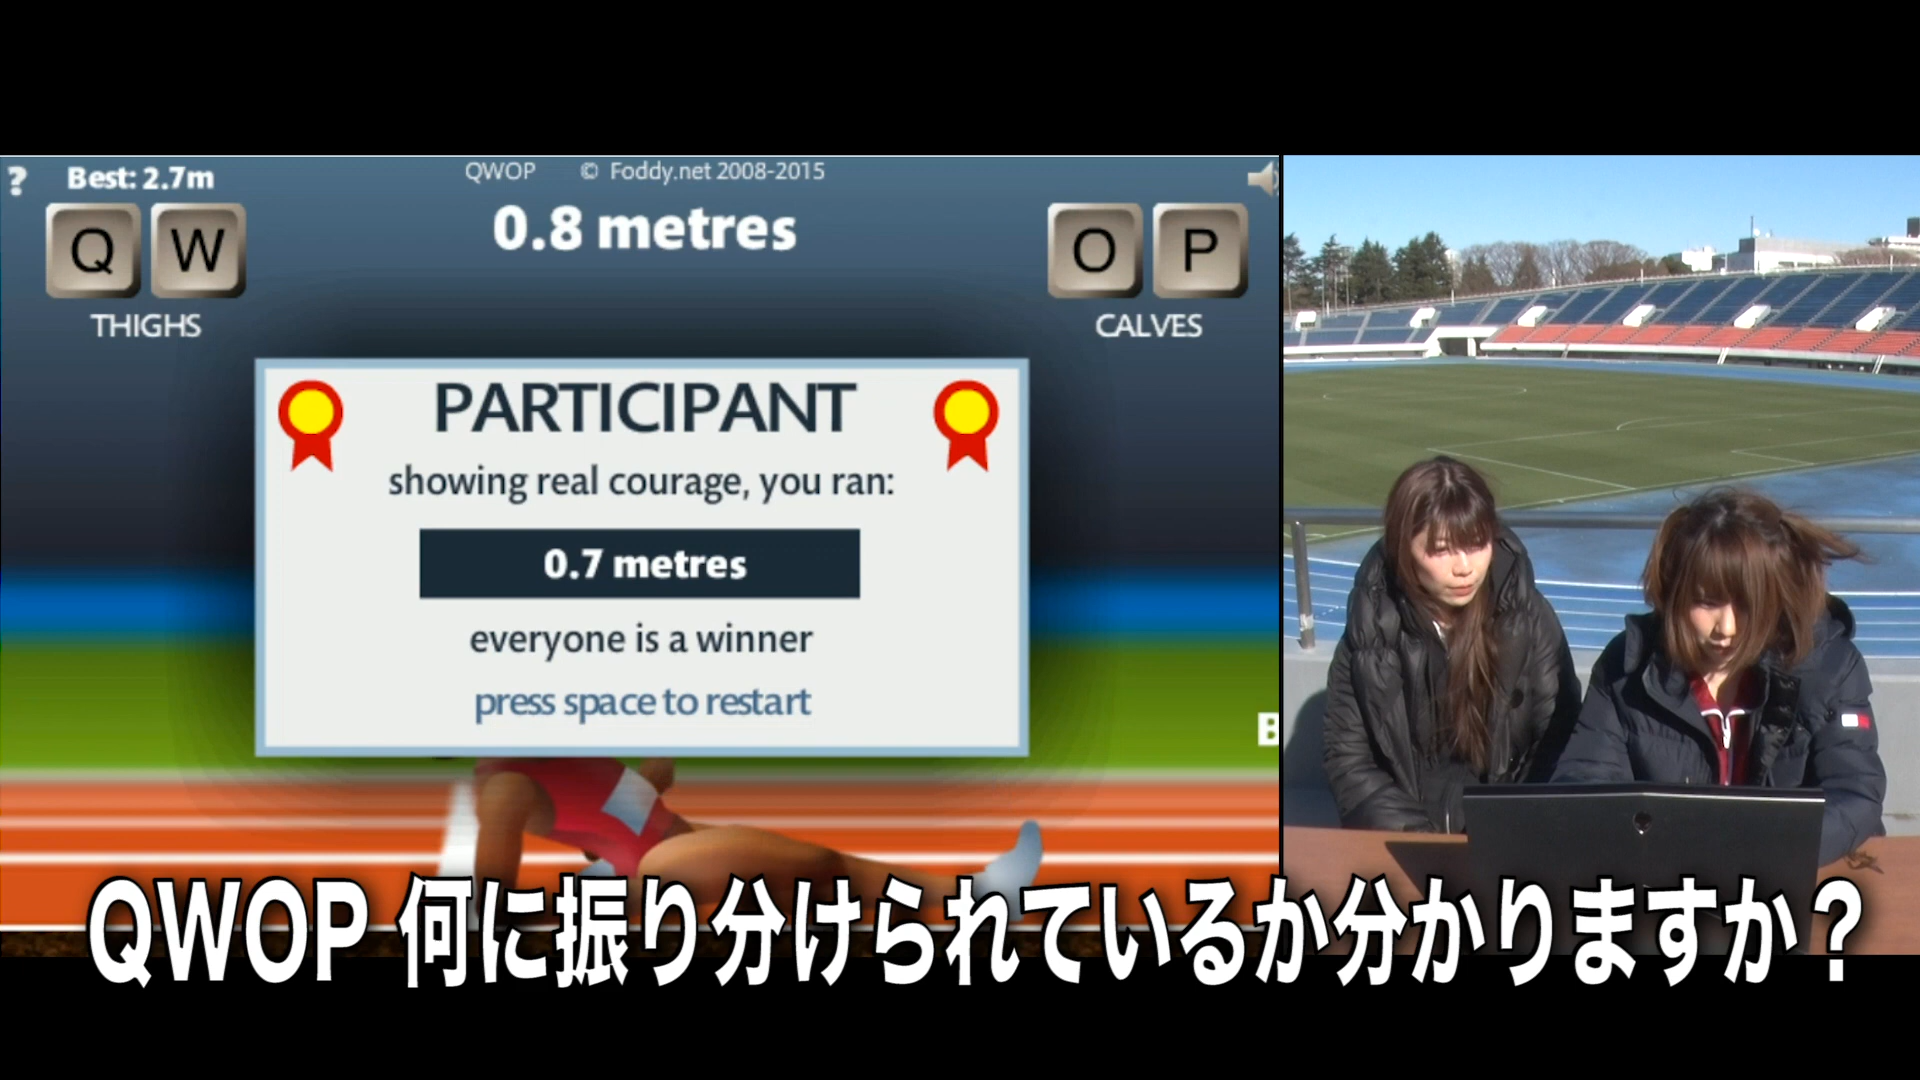 ?
Best: 2.7m
QWOP © Foddy.net 2008-2015
0.8 metres
Q W
THIGHS
O P
CALVES
PARTICIPANT
showing real courage, you ran:
0.7 metres
everyone is a winner
press space to restart
B
QWOP 何に振り分けられているか分かりますか？